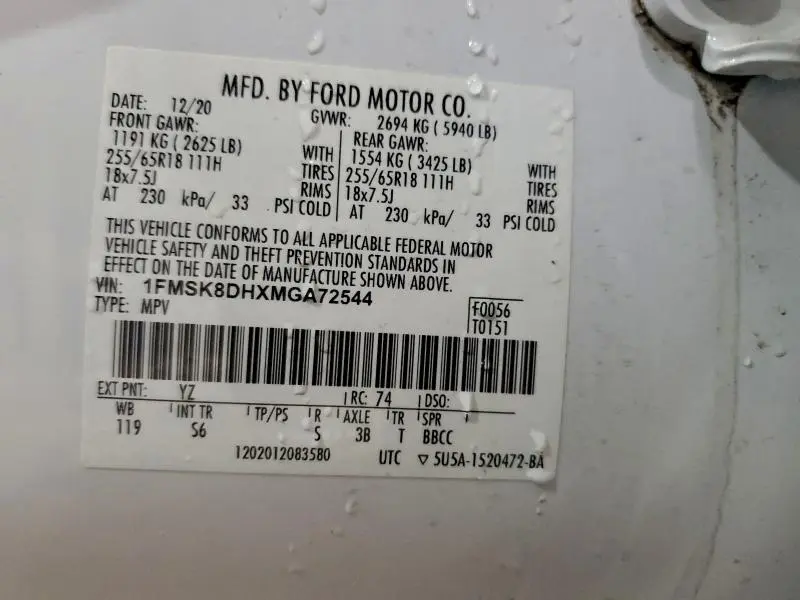 MFD. BY FORD MOTOR CO.
DATE: 12/20 GVWR: 2694 KG ( 5940 LB)
FRONT GAWR: REAR GAWR:
1191 KG ( 2625 LB) WITH 1554 KG ( 3425 LB) WITH
255/65R18 111H TIRES 255/65R18 111H TIRES
18x7.5J RIMS 18x7.5J RIMS
AT 230 kPa/ 33 PSI COLD AT 230 kPa/ 33 PSI COLD
THIS VEHICLE CONFORMS TO ALL APPLICABLE FEDERAL MOTOR
VEHICLE SAFETY AND THEFT PREVENTION STANDARDS IN
EFFECT ON THE DATE OF MANUFACTURE SHOWN ABOVE.
VIN: 1FMSK8DHXMGA72544
TYPE: MPV F0056
T0151
EXT PNT: YZ RC: 74 DSO:
WB INT TR TP/PS R AXLE TR SPR
119 S6 S 3B T BBCC
1202012083580 UTC ▽ 5U5A-1520472-BA